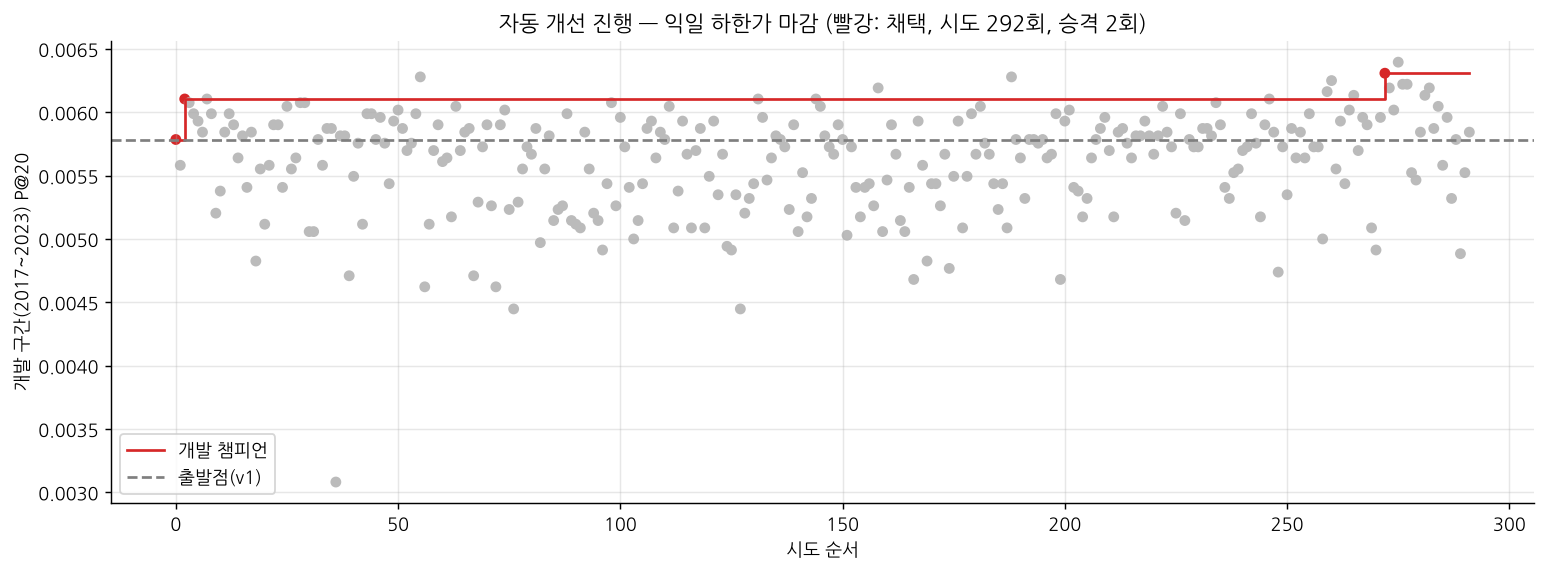 자동 개선 진행 — 익일 하한가 마감 (빨강: 채택, 시도 292회, 승격 2회)
개발 구간(2017~2023) P@20
0.0065
0.0060
0.0055
0.0050
0.0045
0.0040
0.0035
0.0030
개발 챔피언
출발점(v1)
0 50 100 150 200 250 300
시도 순서